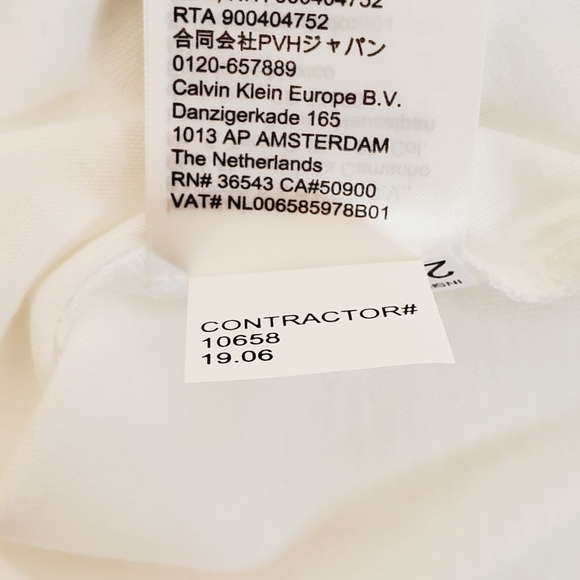 RTA 900404752
合同会社PVHジャパン
0120-657889
Calvin Klein Europe B.V.
Danzigerkade 165
1013 AP AMSTERDAM
The Netherlands
RN# 36543 CA#50900
VAT# NL006585978B01
2
CONTRACTOR#
10658
19.06